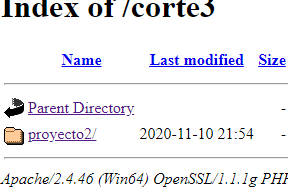 Index of /corte3
Name Last modified Size
Parent Directory -
proyecto2/ 2020-11-10 21:54 -
Apache/2.4.46 (Win64) OpenSSL/1.1.1g PHP